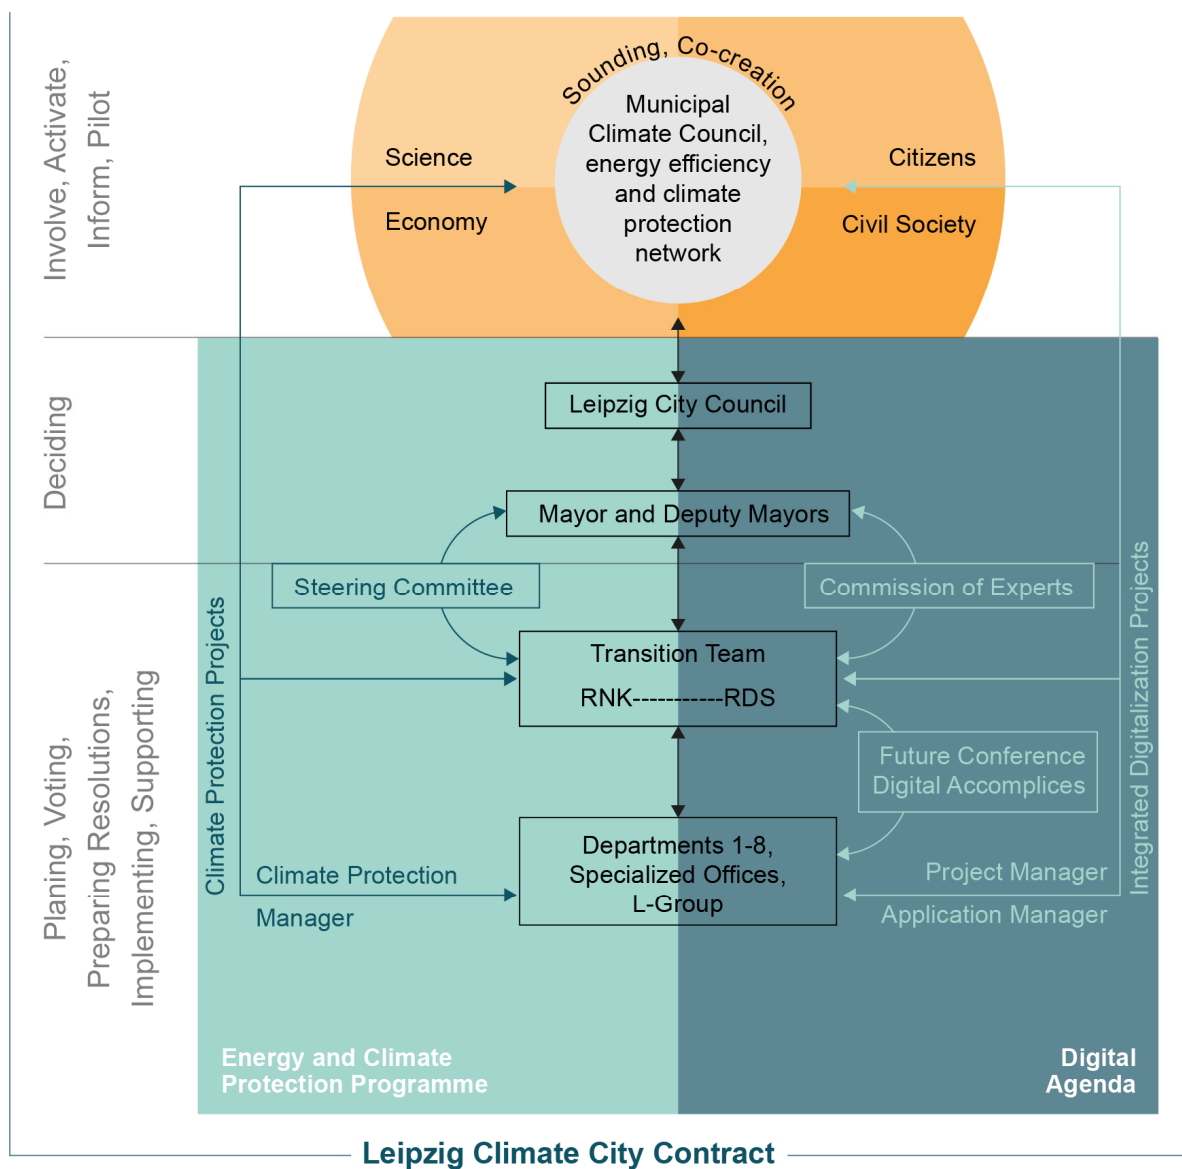 Involve, Activate,
Inform, Pilot
Sounding, Co-creation
Municipal
Climate Council,
energy efficiency
and climate
protection
network
Science
Economy
Citizens
Civil Society
Deciding
Leipzig City Council
Mayor and Deputy Mayors
Steering Committee
Commission of Experts
Planing, Voting,
Preparing Resolutions,
Implementing, Supporting
Climate Protection Projects
Integrated Digitalization Projects
Transition Team
RNK-----------RDS
Future Conference
Digital Accomplices
Departments 1-8,
Specialized Offices,
L-Group
Climate Protection
Manager
Project Manager
Application Manager
Energy and Climate
Protection Programme
Digital
Agenda
Leipzig Climate City Contract